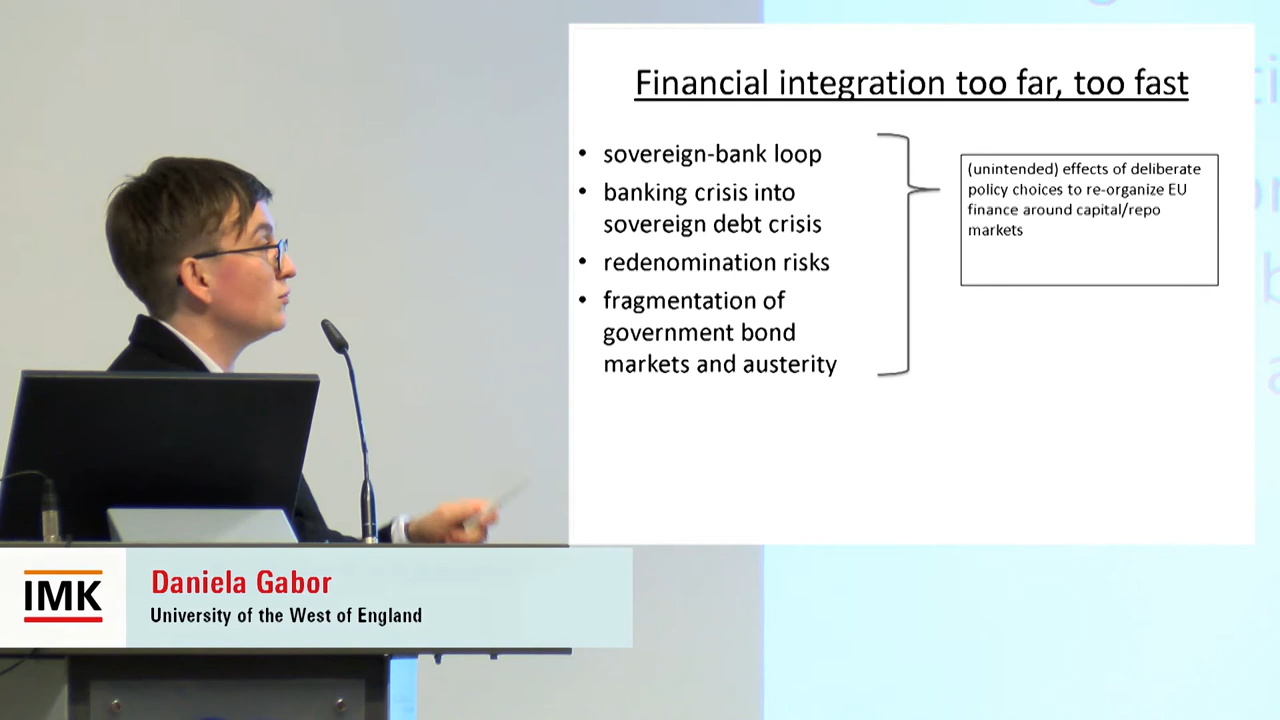 Financial integration too far, too fast
• sovereign-bank loop
• banking crisis into
sovereign debt crisis
• redenomination risks
• fragmentation of
government bond
markets and austerity
(unintended) effects of deliberate
policy choices to re-organize EU
finance around capital/repo
markets
IMK
Daniela Gabor
University of the West of England